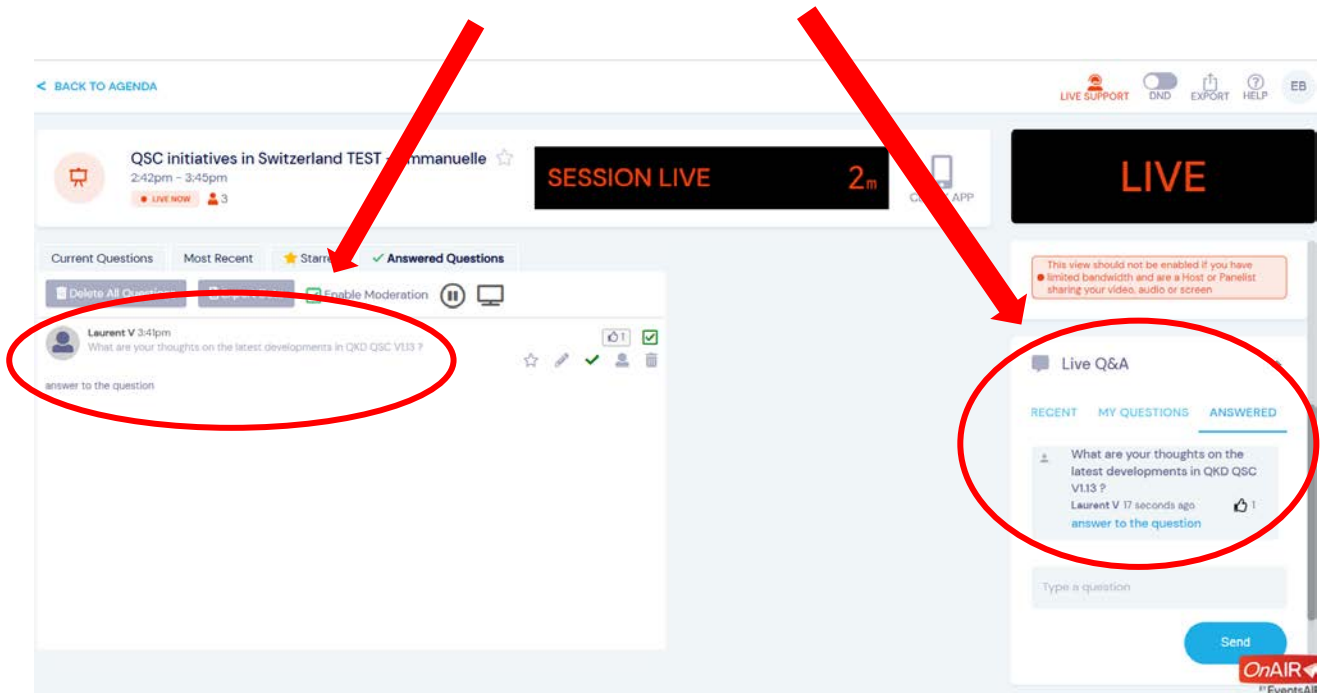 < BACK TO AGENDA
LIVE SUPPORT
DND
EXPORT
HELP
EB
QSC initiatives in Switzerland TEST
2:42pm - 3:45pm
LIVE NOW
3
SESSION LIVE
2m
APP
LIVE
Current Questions
Most Recent
Answered Questions
Delete All
Enable Moderation
Laurent V 3:41pm
What are your thoughts on the latest developments in QKD QSC V1.13 ?
1
answer to the question
This view should not be enabled if you have
limited bandwidth and are a Host or Panelist
sharing your video, audio or screen
Live Q&A
RECENT
MY QUESTIONS
ANSWERED
What are your thoughts on the
latest developments in QKD QSC
V1.13 ?
Laurent V 17 seconds ago
1
answer to the question
Type a question
Send
OnAIR
BY EventsAIR